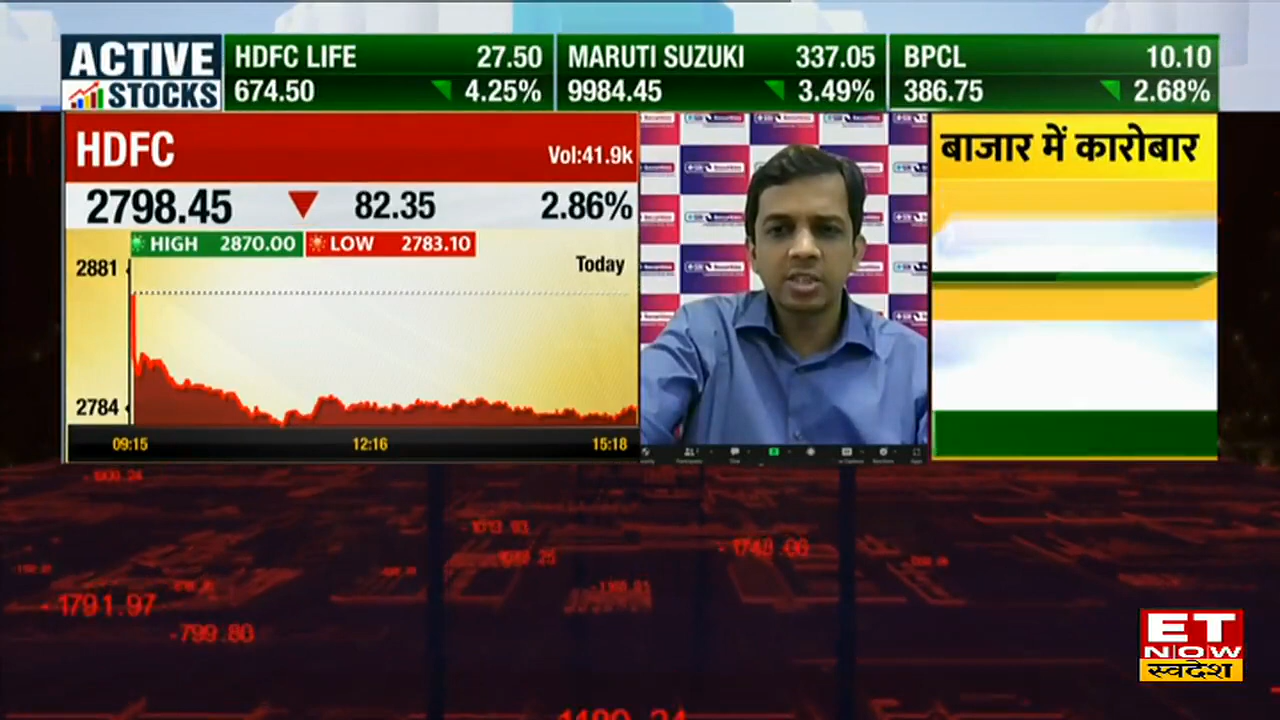 ACTIVE
STOCKS
HDFC LIFE 27.50
674.50 4.25%
MARUTI SUZUKI 337.05
9984.45 3.49%
BPCL 10.10
386.75 2.68%
HDFC
Vol:41.9k
2798.45 82.35 2.86%
HIGH 2870.00 LOW 2783.10
Today
2881
2784
09:15 12:16 15:18
बाजार में कारोबार
Securities
-1791.97
-799.80
ET
NOW
स्वदेश